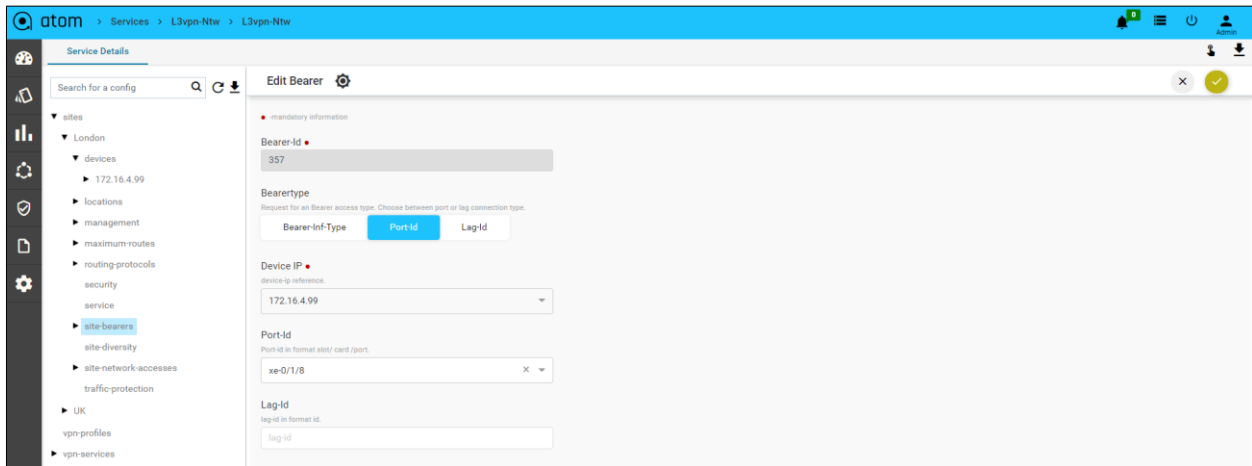 atom > Services > L3vpn-Ntw > L3vpn-Ntw
0
Admin
Service Details
Search for a config
sites
London
devices
172.16.4.99
locations
management
maximum-routes
routing-protocols
security
service
site-bearers
site-diversity
site-network-accesses
traffic-protection
UK
vpn-profiles
vpn-services
Edit Bearer
-mandatory information
Bearer-Id
357
Bearertype
Request for an Bearer access type. Choose between port or lag connection type.
Bearer-Inf-Type Port-Id Lag-Id
Device IP
device-ip reference.
172.16.4.99
Port-Id
Port-id in format slot/ card /port.
xe-0/1/8
Lag-Id
lag-id in format id.
lag-id